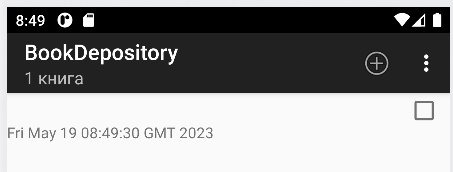 8:49
BookDepository
1 книга
Fri May 19 08:49:30 GMT 2023